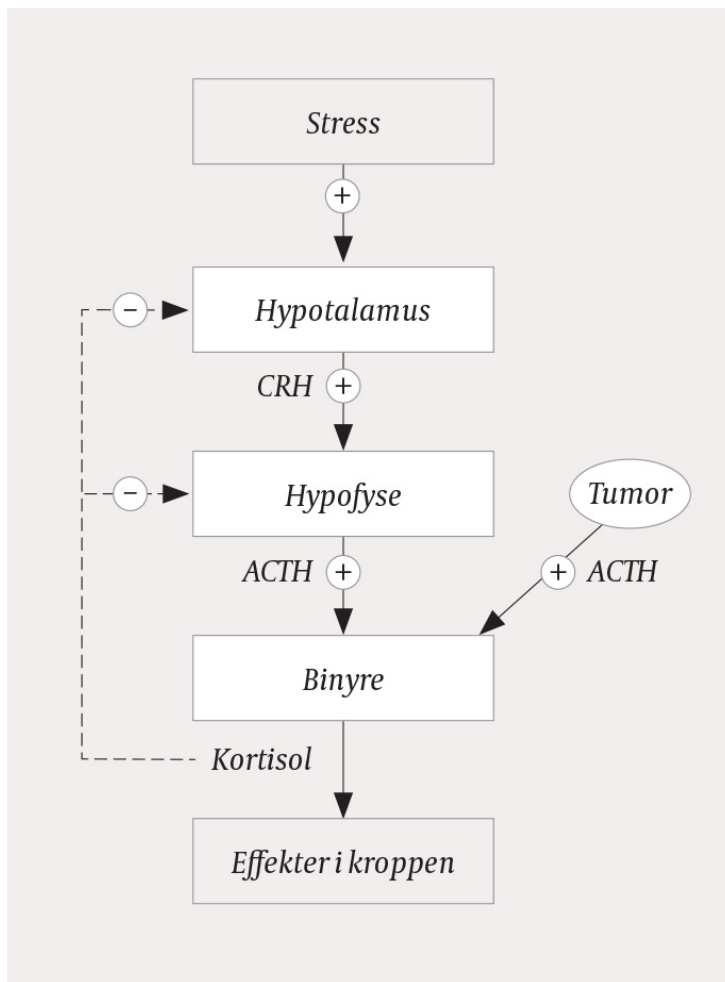 Stress
+
Hypotalamus
−
CRH +
Hypofyse
−
Tumor
ACTH +
+ ACTH
Binyre
Kortisol
Effekter i kroppen